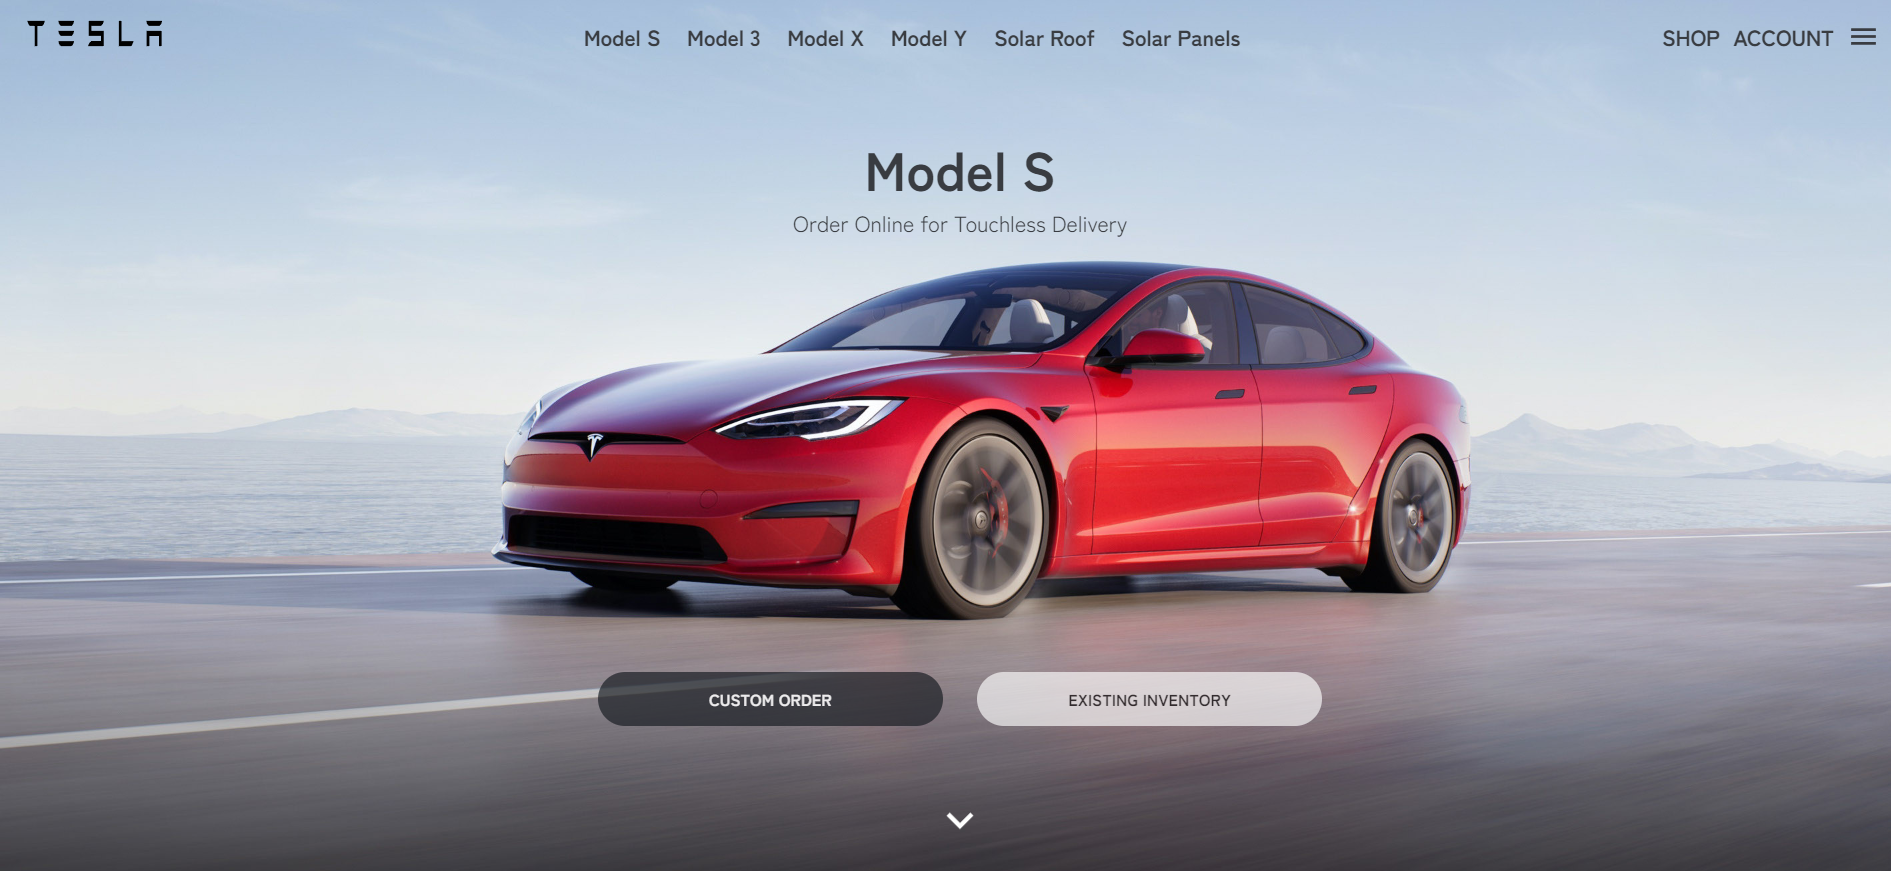 TESLA Model S Model 3 Model X Model Y Solar Roof Solar Panels SHOP ACCOUNT
Model S
Order Online for Touchless Delivery
CUSTOM ORDER EXISTING INVENTORY